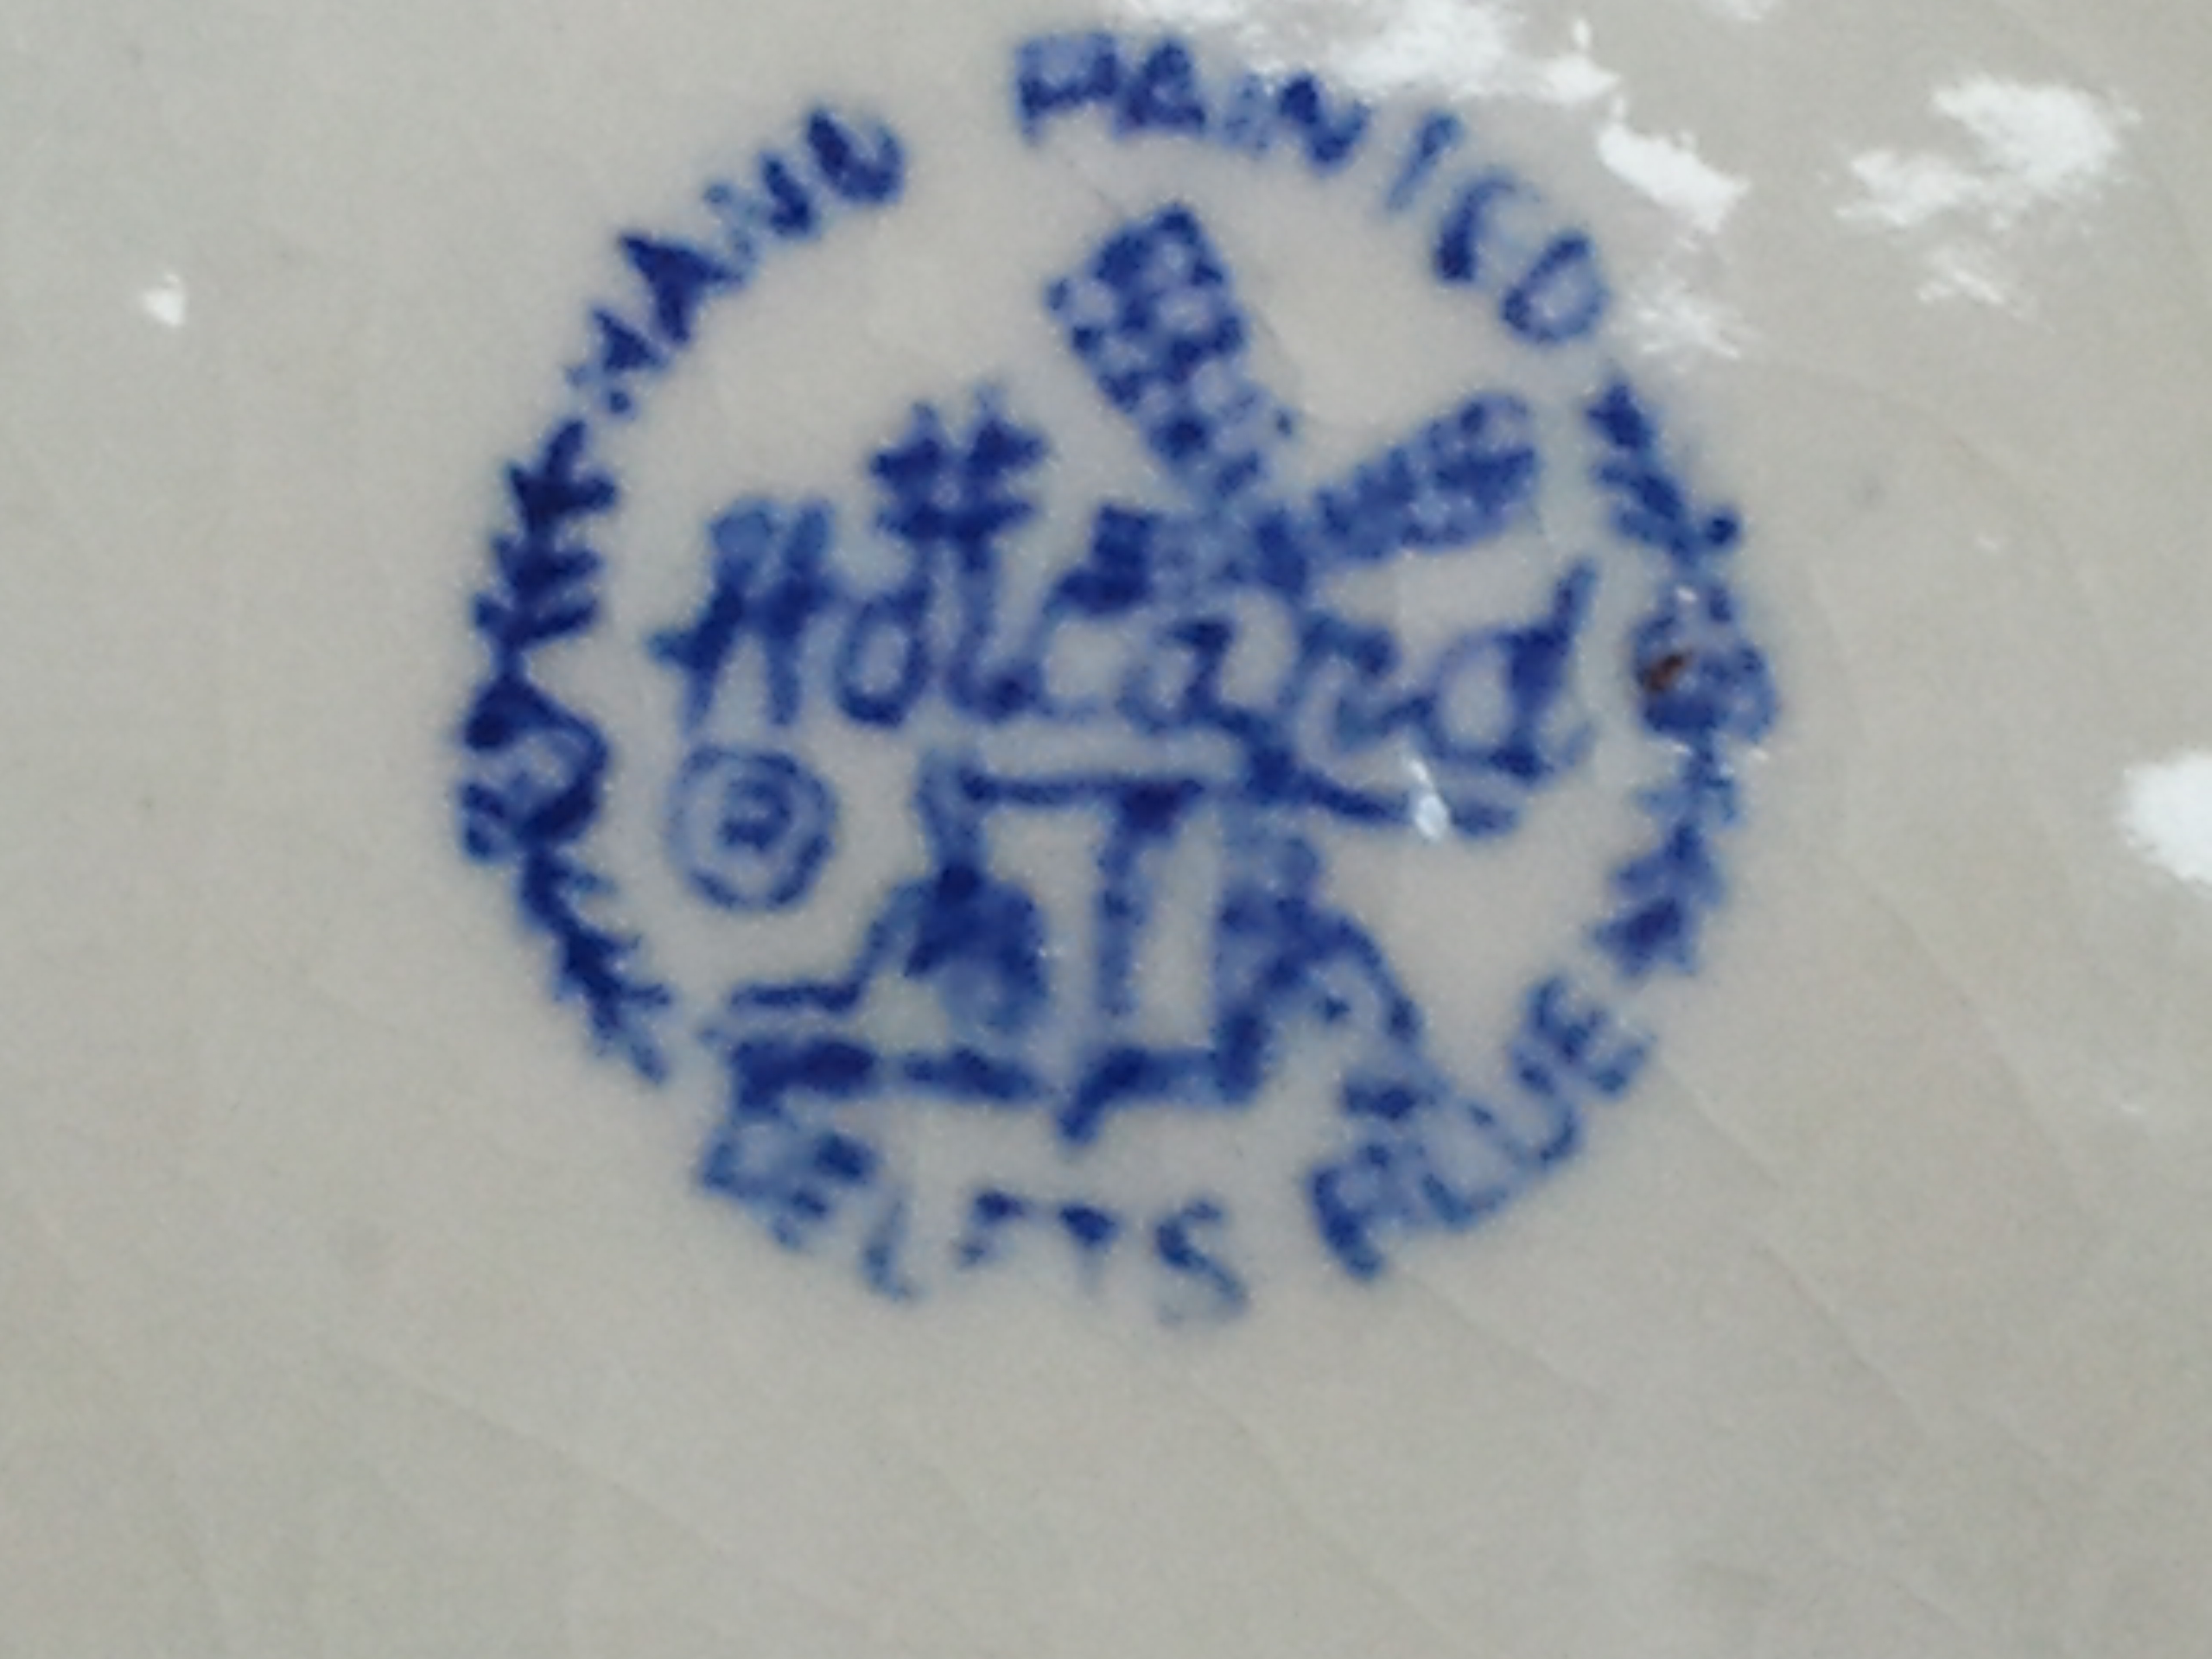 HAND PAINTED
Holland
©
DELFTS BLUE